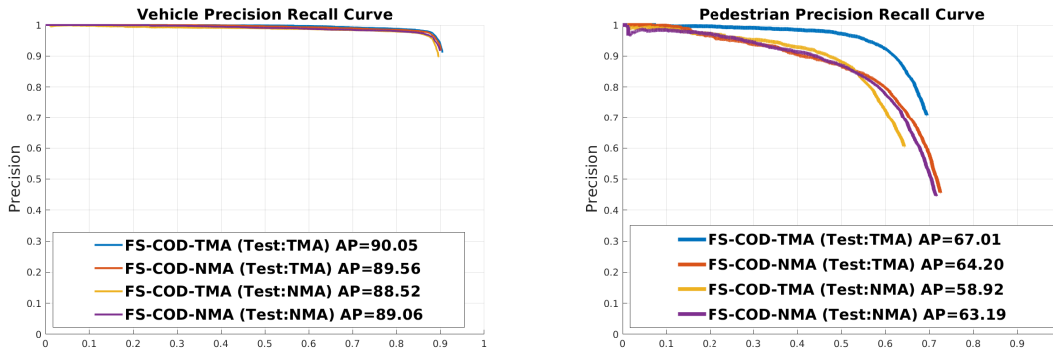 Vehicle Precision Recall Curve
Precision
1
0.9
0.8
0.7
0.6
0.5
0.4
0.3
0.2
0.1
0
FS-COD-TMA (Test:TMA) AP=90.05
FS-COD-NMA (Test:TMA) AP=89.56
FS-COD-TMA (Test:NMA) AP=88.52
FS-COD-NMA (Test:NMA) AP=89.06
0 0.1 0.2 0.3 0.4 0.5 0.6 0.7 0.8 0.9 1
Pedestrian Precision Recall Curve
Precision
1
0.9
0.8
0.7
0.6
0.5
0.4
0.3
0.2
0.1
0
FS-COD-TMA (Test:TMA) AP=67.01
FS-COD-NMA (Test:TMA) AP=64.20
FS-COD-TMA (Test:NMA) AP=58.92
FS-COD-NMA (Test:NMA) AP=63.19
0 0.1 0.2 0.3 0.4 0.5 0.6 0.7 0.8 0.9